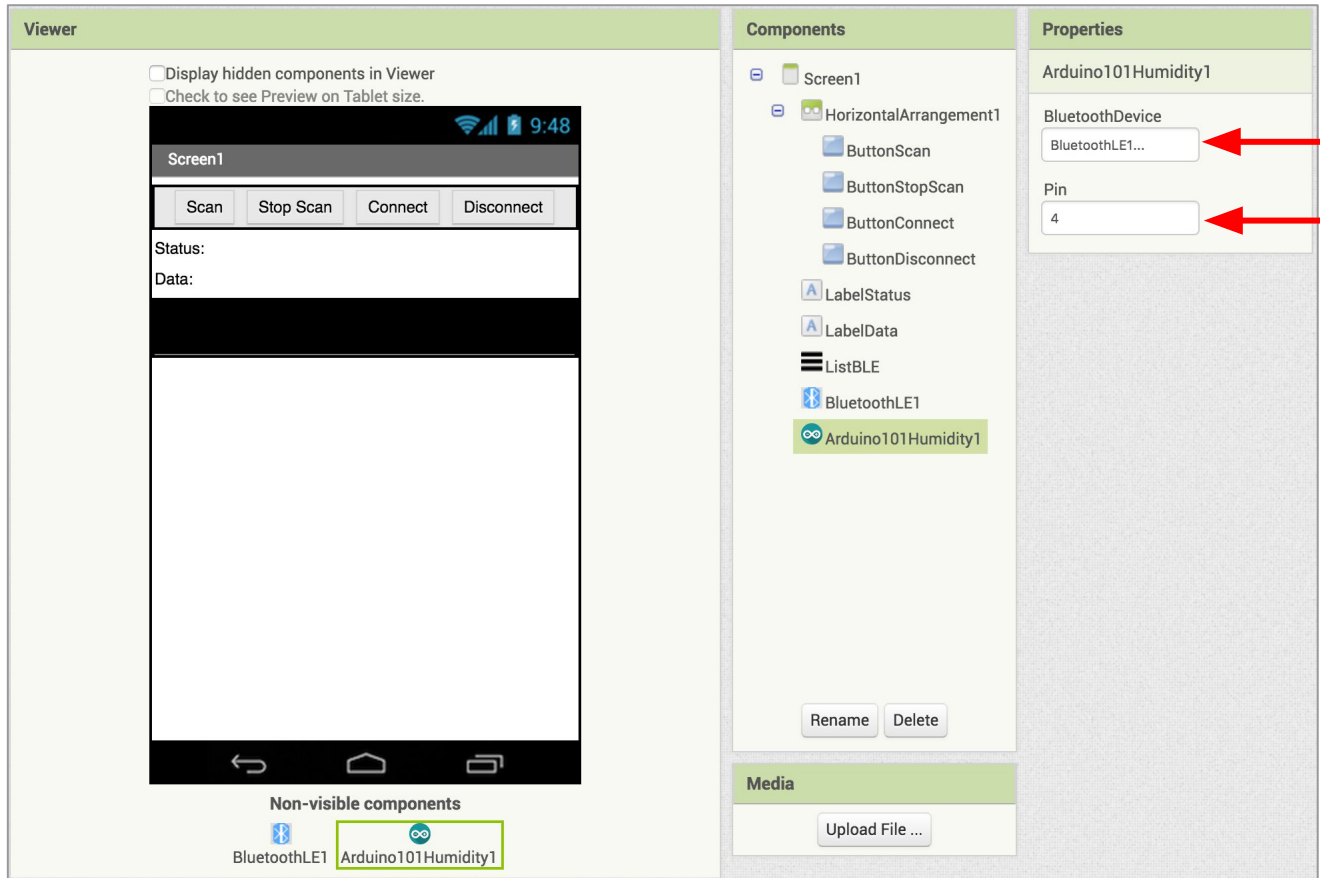 Viewer
Display hidden components in Viewer
Check to see Preview on Tablet size.
9:48
Screen1
Scan Stop Scan Connect Disconnect
Status:
Data:
Non-visible components
BluetoothLE1 Arduino101Humidity1
Components
Screen1
HorizontalArrangement1
ButtonScan
ButtonStopScan
ButtonConnect
ButtonDisconnect
A LabelStatus
A LabelData
ListBLE
BluetoothLE1
Arduino101Humidity1
Rename Delete
Media
Upload File ...
Properties
Arduino101Humidity1
BluetoothDevice
BluetoothLE1...
Pin
4